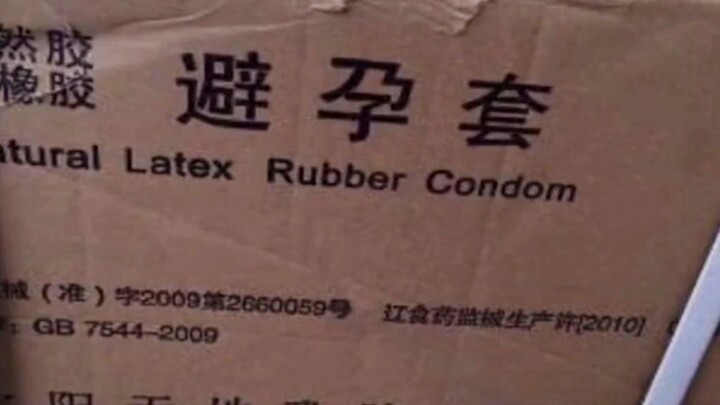 然胶
橡胶
避孕套
atural Latex Rubber Condom
械（准）字2009第2660059号 辽食药监械生产许[2010]
: GB 7544-2009